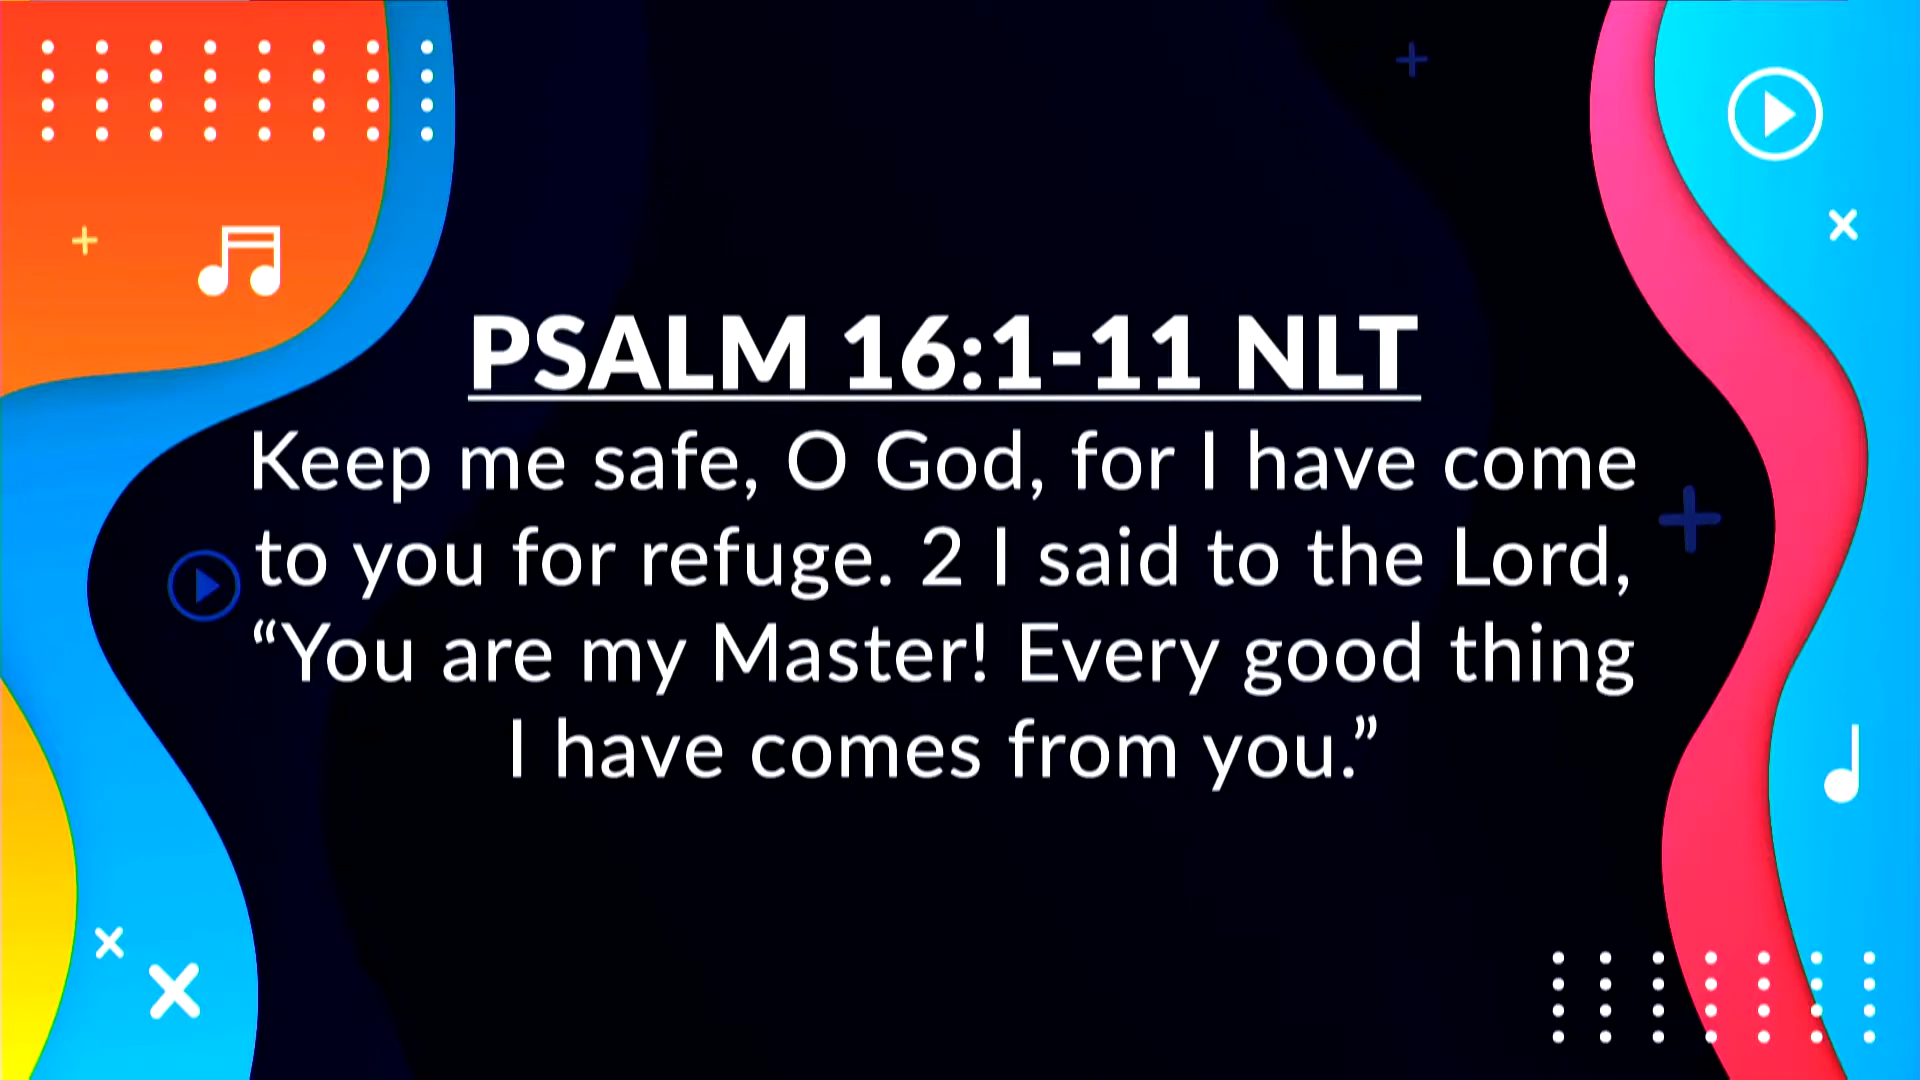 PSALM 16:1-11 NLT
Keep me safe, O God, for I have come
to you for refuge. 2 I said to the Lord,
“You are my Master! Every good thing
I have comes from you.”